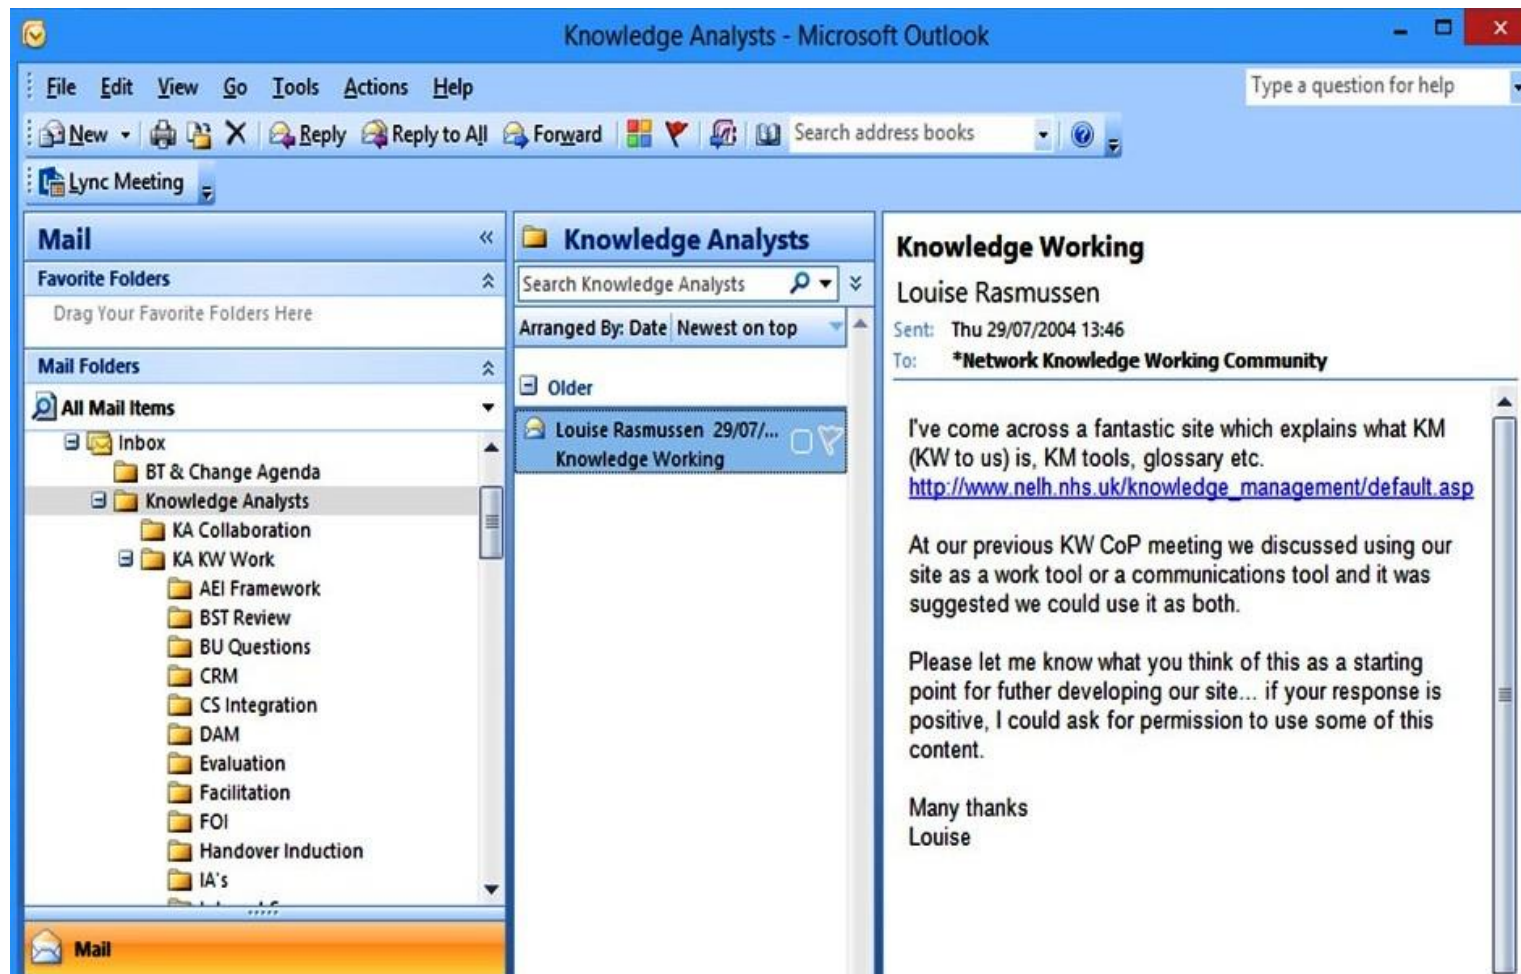 Knowledge Analysts - Microsoft Outlook
File Edit View Go Tools Actions Help
Type a question for help
New Reply Reply to All Forward Search address books
Lync Meeting
Mail
Favorite Folders
Drag Your Favorite Folders Here
Mail Folders
All Mail Items
Inbox
BT & Change Agenda
Knowledge Analysts
KA Collaboration
KA KW Work
AEI Framework
BST Review
BU Questions
CRM
CS Integration
DAM
Evaluation
Facilitation
FOI
Handover Induction
IA's
Mail
Knowledge Analysts
Search Knowledge Analysts
Arranged By: Date Newest on top
Older
Louise Rasmussen 29/07/...
Knowledge Working
Knowledge Working
Louise Rasmussen
Sent: Thu 29/07/2004 13:46
To: *Network Knowledge Working Community
I've come across a fantastic site which explains what KM
(KW to us) is, KM tools, glossary etc.
http://www.nelh.nhs.uk/knowledge_management/default.asp
At our previous KW CoP meeting we discussed using our
site as a work tool or a communications tool and it was
suggested we could use it as both.
Please let me know what you think of this as a starting
point for futher developing our site... if your response is
positive, I could ask for permission to use some of this
content.
Many thanks
Louise